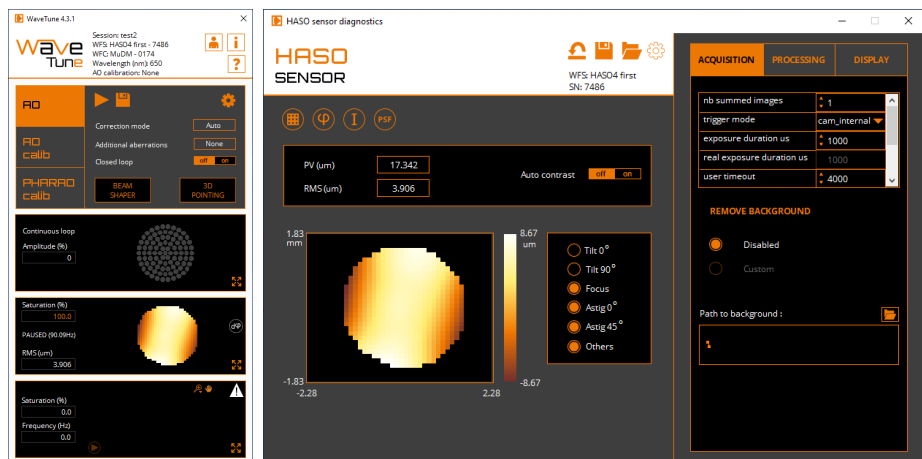 WaveTune 4.3.1
Wave
Tune
Session: test2
WFS: HASO4 first - 7486
WFC: MuDM - 0174
Wavelength (nm): 650
AO calibration: None
i
?
AO
AO
calib
PHARAO
calib
Correction mode
Auto
Additional aberrations
None
Closed loop
off on
BEAM
SHAPER
3D
POINTING
Continuous loop
Amplitude (%)
0
Saturation (%)
100.0
PAUSED (90.09Hz)
RMS (um)
3.906
dφ
Saturation (%)
0.0
Frequency (Hz)
0.0
HASO sensor diagnostics
HASO
SENSOR
WFS: HASO4 first
SN: 7486
φ
I
PSF
PV (um)
17.342
RMS (um)
3.906
Auto contrast
off on
1.83
mm
-1.83
-2.28
2.28
8.67
um
-8.67
Tilt 0°
Tilt 90°
Focus
Astig 0°
Astig 45°
Others
ACQUISITION
PROCESSING
DISPLAY
nb summed images
1
trigger mode
cam_internal
exposure duration us
1000
real exposure duration us
1000
user timeout
4000
REMOVE BACKGROUND
Disabled
Custom
Path to background :